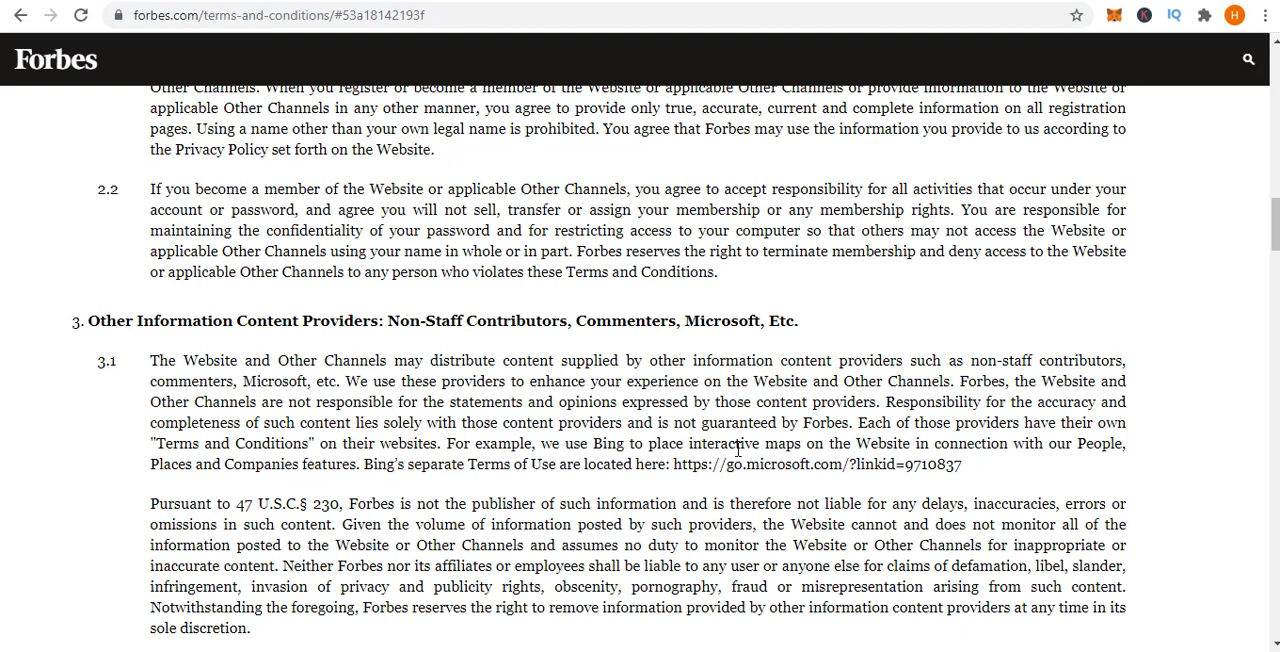 forbes.com/terms-and-conditions/#53a18142193f
K
IQ
H
Forbes
Other Channels. When you register or become a member of the Website or applicable Other Channels or provide information to the Website or
applicable Other Channels in any other manner, you agree to provide only true, accurate, current and complete information on all registration
pages. Using a name other than your own legal name is prohibited. You agree that Forbes may use the information you provide to us according to
the Privacy Policy set forth on the Website.
2.2 If you become a member of the Website or applicable Other Channels, you agree to accept responsibility for all activities that occur under your
account or password, and agree you will not sell, transfer or assign your membership or any membership rights. You are responsible for
maintaining the confidentiality of your password and for restricting access to your computer so that others may not access the Website or
applicable Other Channels using your name in whole or in part. Forbes reserves the right to terminate membership and deny access to the Website
or applicable Other Channels to any person who violates these Terms and Conditions.
3. Other Information Content Providers: Non-Staff Contributors, Commenters, Microsoft, Etc.
3.1 The Website and Other Channels may distribute content supplied by other information content providers such as non-staff contributors,
commenters, Microsoft, etc. We use these providers to enhance your experience on the Website and Other Channels. Forbes, the Website and
Other Channels are not responsible for the statements and opinions expressed by those content providers. Responsibility for the accuracy and
completeness of such content lies solely with those content providers and is not guaranteed by Forbes. Each of those providers have their own
"Terms and Conditions" on their websites. For example, we use Bing to place interactive maps on the Website in connection with our People,
Places and Companies features. Bing's separate Terms of Use are located here: https://go.microsoft.com/?linkid=9710837
Pursuant to 47 U.S.C.§ 230, Forbes is not the publisher of such information and is therefore not liable for any delays, inaccuracies, errors or
omissions in such content. Given the volume of information posted by such providers, the Website cannot and does not monitor all of the
information posted to the Website or Other Channels and assumes no duty to monitor the Website or Other Channels for inappropriate or
inaccurate content. Neither Forbes nor its affiliates or employees shall be liable to any user or anyone else for claims of defamation, libel, slander,
infringement, invasion of privacy and publicity rights, obscenity, pornography, fraud or misrepresentation arising from such content.
Notwithstanding the foregoing, Forbes reserves the right to remove information provided by other information content providers at any time in its
sole discretion.